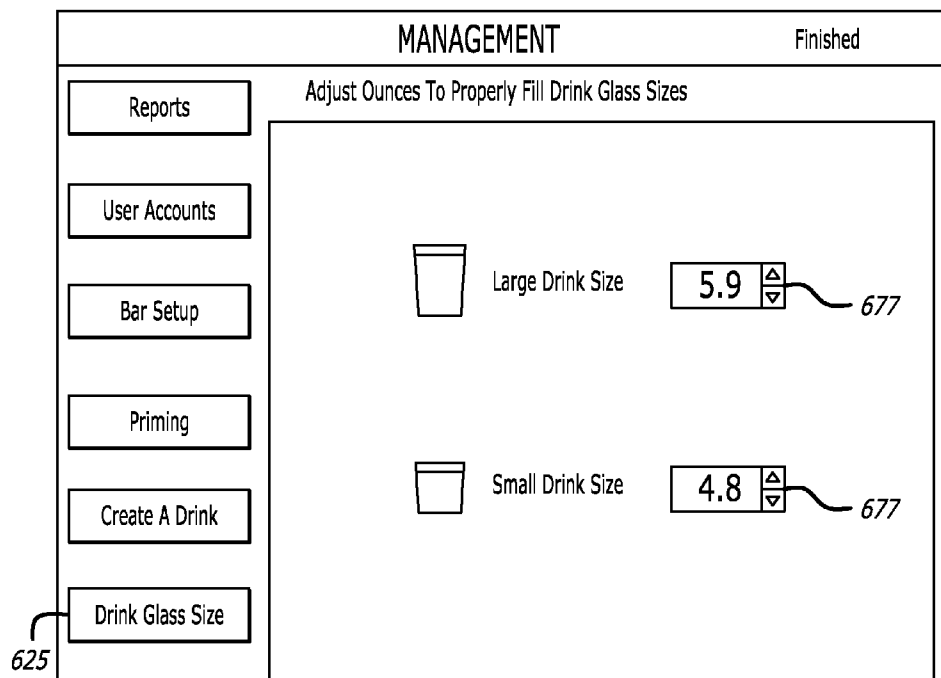 MANAGEMENT
Finished
Reports
Adjust Ounces To Properly Fill Drink Glass Sizes
User Accounts
Large Drink Size
5.9
677
Bar Setup
Priming
Small Drink Size
4.8
677
Create A Drink
Drink Glass Size
625